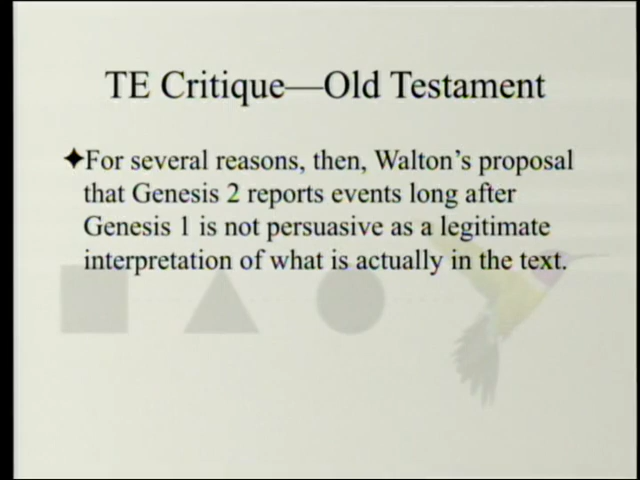 TE Critique—Old Testament
✦For several reasons, then, Walton's proposal
that Genesis 2 reports events long after
Genesis 1 is not persuasive as a legitimate
interpretation of what is actually in the text.